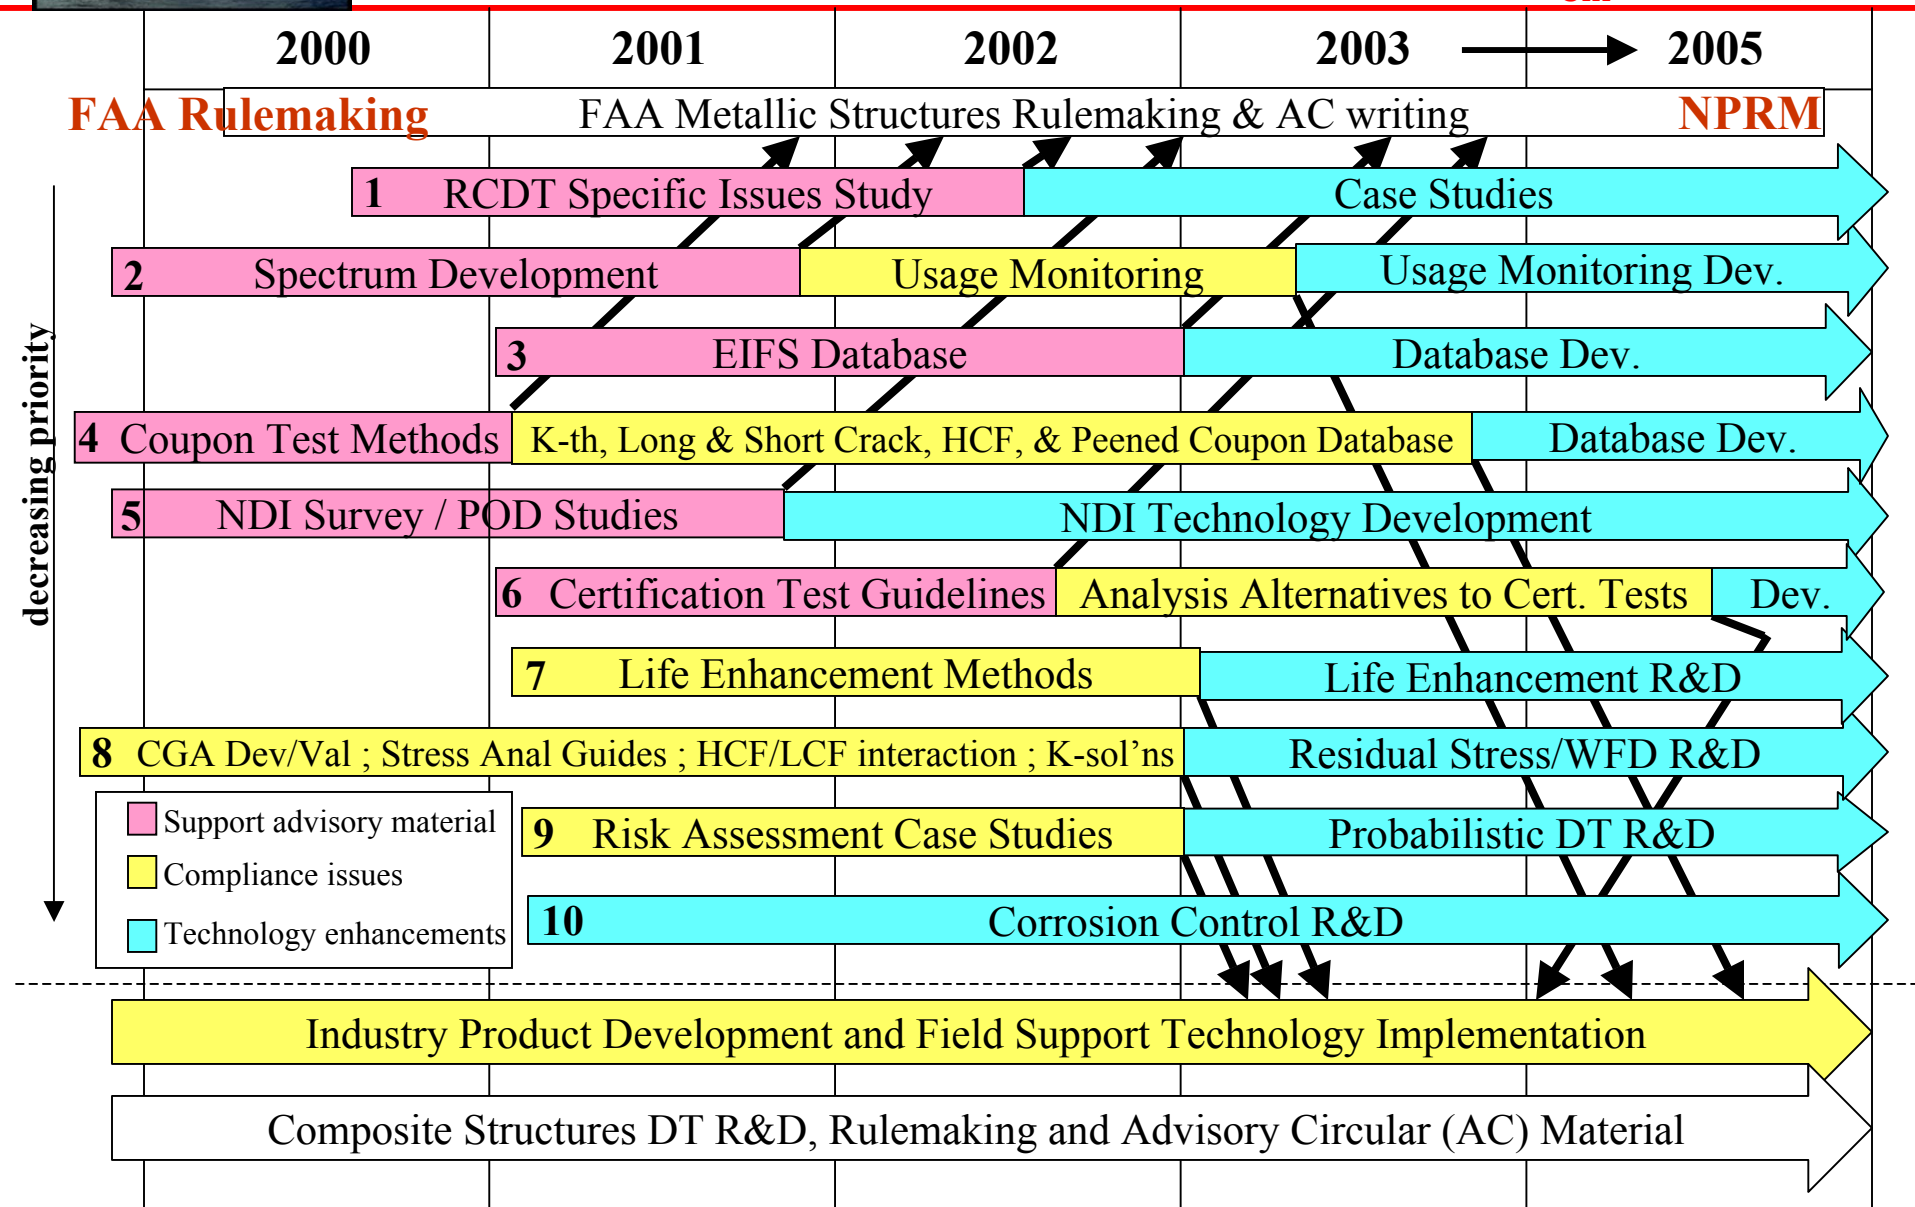 2000 2001 2002 2003 2005
FAA Rulemaking FAA Metallic Structures Rulemaking & AC writing NPRM
1 RCDT Specific Issues Study Case Studies
2 Spectrum Development Usage Monitoring Usage Monitoring Dev.
3 EIFS Database Database Dev.
decreasing priority
4 Coupon Test Methods K-th, Long & Short Crack, HCF, & Peened Coupon Database Database Dev.
5 NDI Survey / POD Studies NDI Technology Development
6 Certification Test Guidelines Analysis Alternatives to Cert. Tests Dev.
7 Life Enhancement Methods Life Enhancement R&D
8 CGA Dev/Val ; Stress Anal Guides ; HCF/LCF interaction ; K-sol’ns Residual Stress/WFD R&D
9 Risk Assessment Case Studies Probabilistic DT R&D
10 Corrosion Control R&D
Support advisory material
Compliance issues
Technology enhancements
Industry Product Development and Field Support Technology Implementation
Composite Structures DT R&D, Rulemaking and Advisory Circular (AC) Material